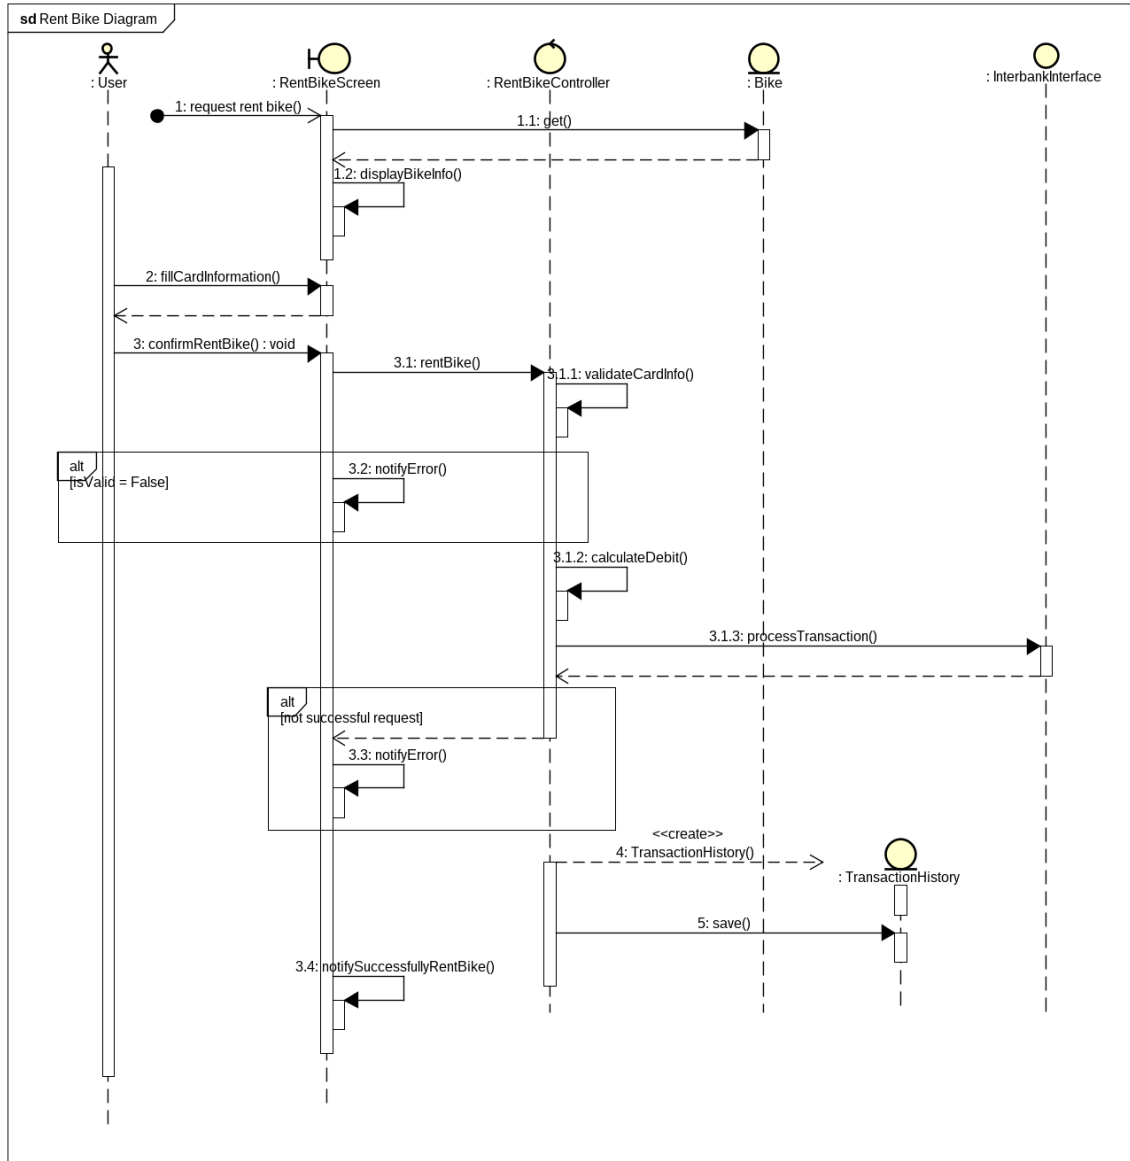 sd Rent Bike Diagram
: User
: RentBikeScreen
: RentBikeController
: Bike
: InterbankInterface
1: request rent bike()
1.1: get()
1.2: displayBikeInfo()
2: fillCardInformation()
3: confirmRentBike() : void
3.1: rentBike()
3.1.1: validateCardInfo()
alt
[isValid = False]
3.2: notifyError()
3.1.2: calculateDebit()
3.1.3: processTransaction()
alt
[not successful request]
3.3: notifyError()
<<create>>
4: TransactionHistory()
: TransactionHistory
5: save()
3.4: notifySuccessfullyRentBike()